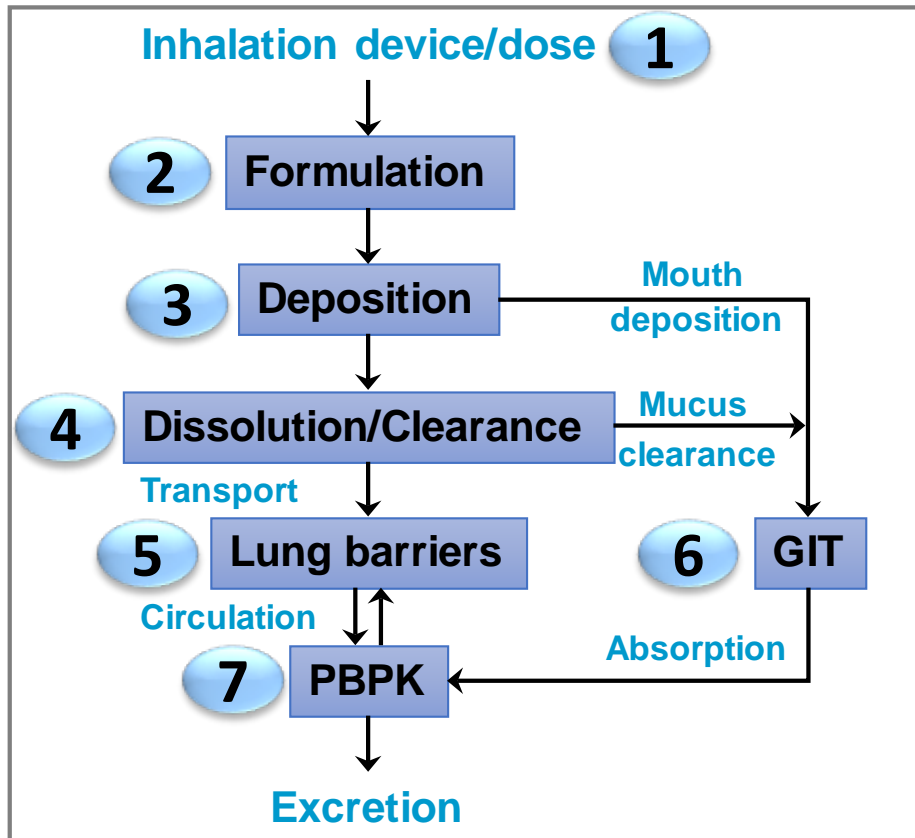 Inhalation device/dose
1
2
Formulation
3
Deposition
Mouth
deposition
4
Dissolution/Clearance
Mucus
clearance
Transport
5
Lung barriers
6
GIT
Circulation
Absorption
7
PBPK
Excretion